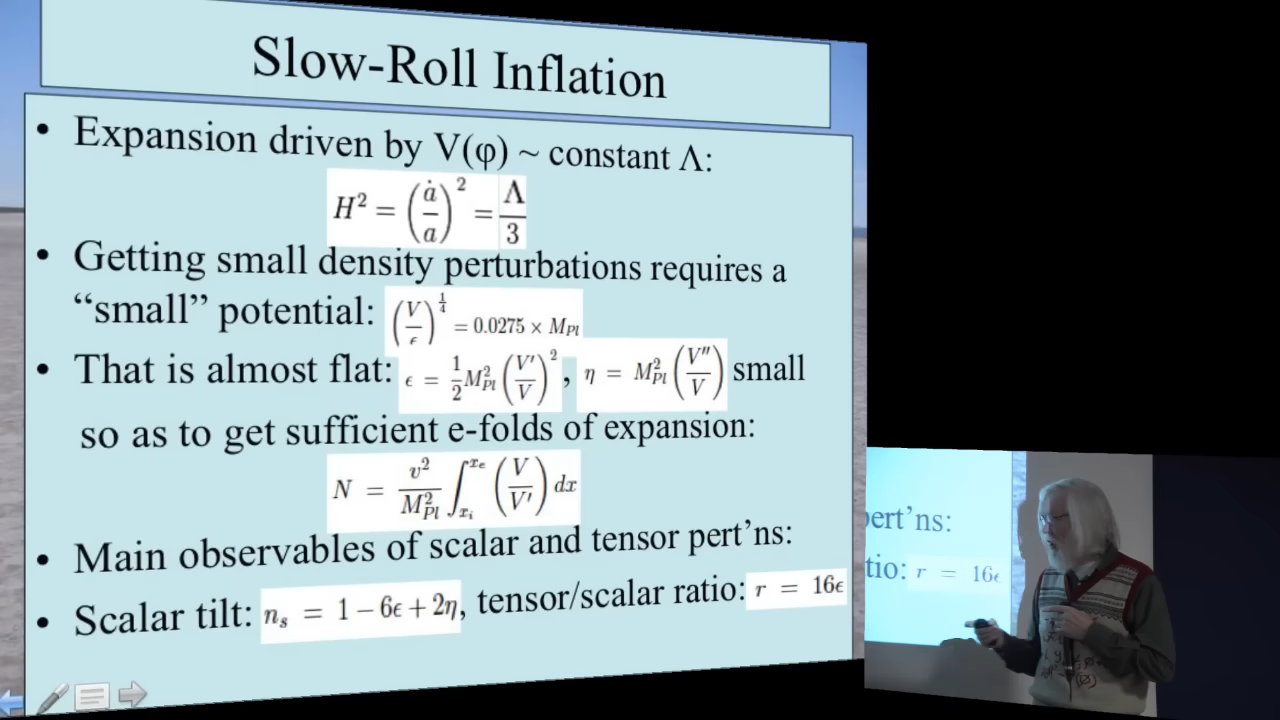 Slow-Roll Inflation
• Expansion driven by V(φ) ~ constant Λ:
H² = (ȧ/a)² = Λ/3
• Getting small density perturbations requires a
“small” potential: (V/ϵ)^¼ = 0.0275 × M_Pl
• That is almost flat: ϵ = ½ M²_Pl (V′/V)², η = M²_Pl (V″/V) small
so as to get sufficient e-folds of expansion:
N = v²/M²_Pl ∫_{x_i}^{x_e} (V/V′) dx
• Main observables of scalar and tensor pert’ns:
• Scalar tilt: n_s = 1 − 6ϵ + 2η, tensor/scalar ratio: r = 16ϵ
pert’ns:
tio: r = 16ϵ